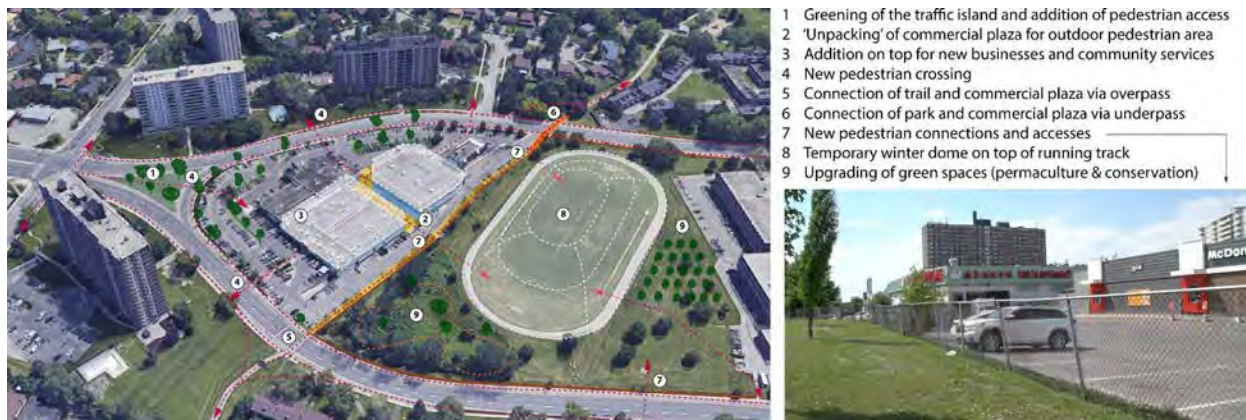 1 Greening of the traffic island and addition of pedestrian access
2 'Unpacking' of commercial plaza for outdoor pedestrian area
3 Addition on top for new businesses and community services
4 New pedestrian crossing
5 Connection of trail and commercial plaza via overpass
6 Connection of park and commercial plaza via underpass
7 New pedestrian connections and accesses
8 Temporary winter dome on top of running track
9 Upgrading of green spaces (permaculture & conservation)
4
6
1
4
7
3
2
8
7
9
4
9
5
7
McDon